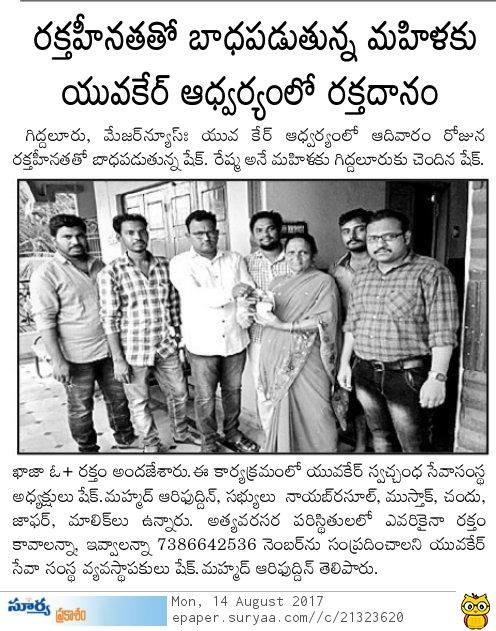 రక్తహీనతతో బాధపడుతున్న మహిళకు
యువకేర్ ఆధ్వర్యంలో రక్తదానం
గిద్దలూరు, మేజర్‌న్యూస్: యువ కేర్ ఆధ్వర్యంలో ఆదివారం రోజున
రక్తహీనతతో బాధపడుతున్న షేక్. రేష్మ అనే మహిళకు గిద్దలూరుకు చెందిన షేక్.
ఖాజా ఓ+ రక్తం అందజేశారు. ఈ కార్యక్రమంలో యువకేర్ స్వచ్చంధ సేవాసంస్థ
అధ్యక్షులు షేక్.మహ్మద్ ఆరిఫుద్దిన్, సభ్యులు నాయబ్‌రసూల్, ముస్తాక్, చందు,
జాఫర్, మాలిక్‌లు ఉన్నారు. అత్యవరసర పరిస్థితులలో ఎవరికైనా రక్తం
కావాలన్నా, ఇవ్వాలన్నా 7386642536 నెంబర్‌ను సంప్రదించాలని యువకేర్
సేవా సంస్థ వ్యవస్థాపకులు షేక్.మహ్మద్ ఆరిఫుద్దిన్ తెలిపారు.
సూర్య ప్రకాశం
Mon, 14 August 2017
epaper.suryaa.com//c/21323620